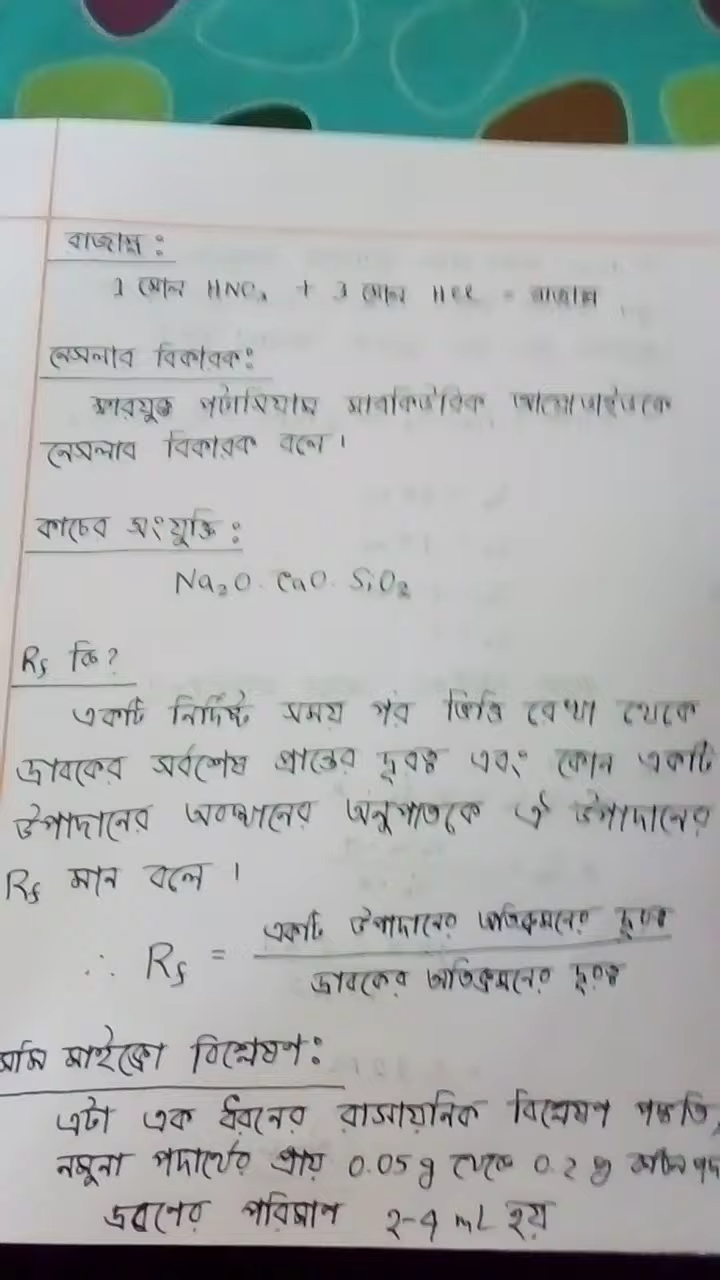 রাজাম্ল :
1 মোল HNO₃ + 3 মোল HCl = রাজাম্ল
নেসলার বিকারক:
ক্ষারযুক্ত পটাসিয়াম মারকিউরিক আয়োডাইডকে
নেসলার বিকারক বলে।
কাচের সংযুক্তি :
Na₂O. CaO. SiO₂
Rf কি?
একটি নির্দিষ্ট সময় পর ভিত্তি রেখা থেকে
দ্রাবকের সর্বশেষ প্রান্তের দূরত্ব এবং কোন একটি
উপাদানের অবস্থানের অনুপাতকে ঐ উপাদানের
Rf মান বলে।
একটি উপাদানের অতিক্রমনের দূরত্ব
∴ Rf =
দ্রাবকের অতিক্রমনের দূরত্ব
সেমি মাইক্রো বিশ্লেষণ:
এটা এক ধরনের রাসায়নিক বিশ্লেষণ পদ্ধতি,
নমুনা পদার্থের প্রায় 0.05 g থেকে 0.2 g
দ্রবণের পরিমান 2-4 mL হয়